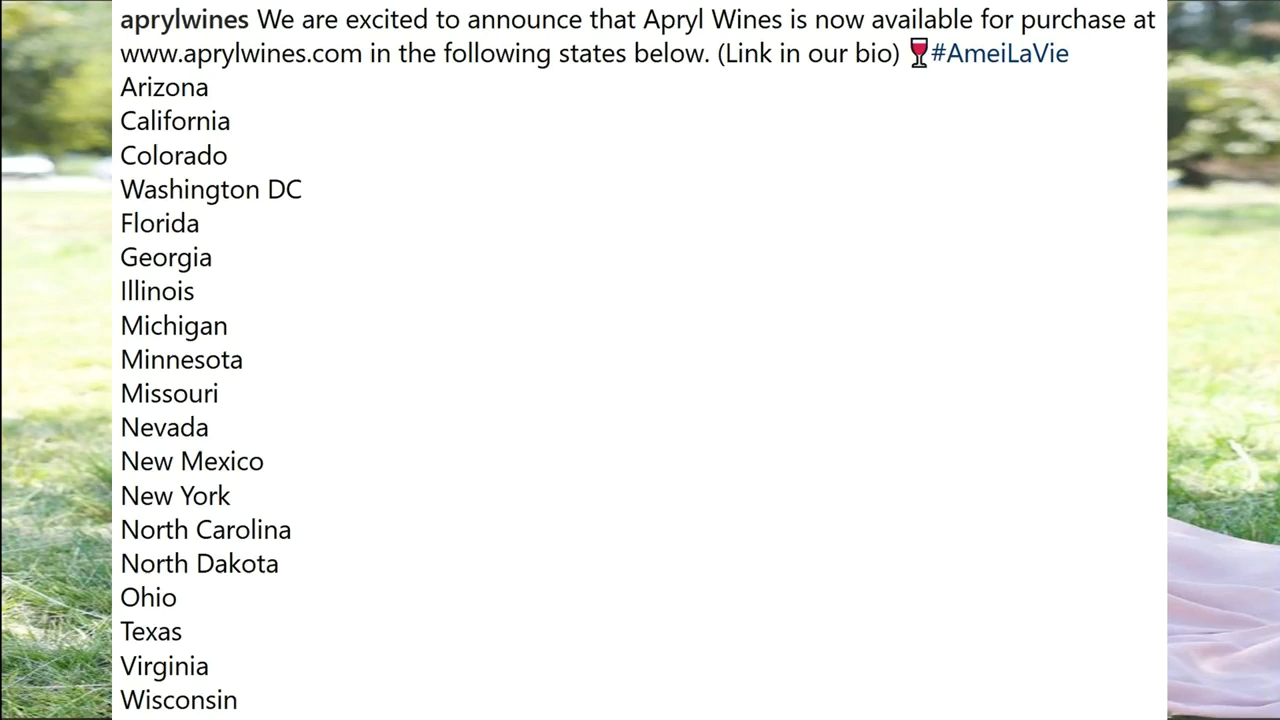 aprylwines We are excited to announce that Apryl Wines is now available for purchase at
www.aprylwines.com in the following states below. (Link in our bio) 🍷#AmeiLaVie
Arizona
California
Colorado
Washington DC
Florida
Georgia
Illinois
Michigan
Minnesota
Missouri
Nevada
New Mexico
New York
North Carolina
North Dakota
Ohio
Texas
Virginia
Wisconsin